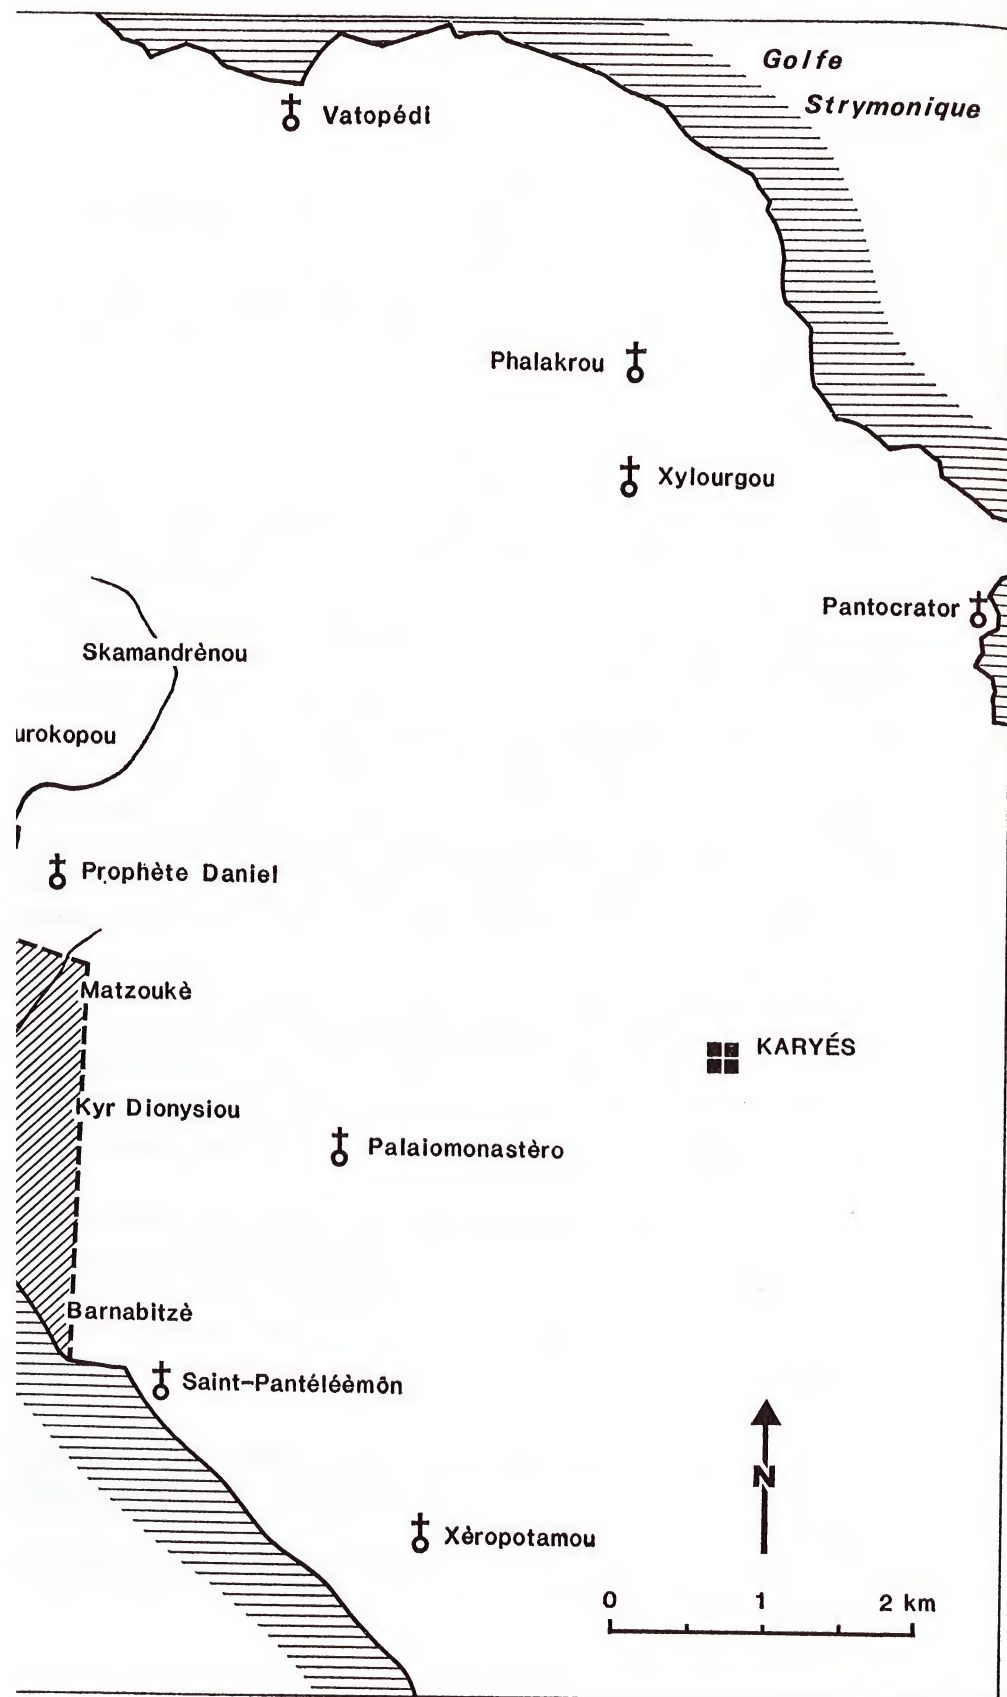 Golfe
Strymonique
Vatopédi
Phalakrou
Xylourgou
Pantocrator
Skamandrènou
urokopou
Prophète Daniel
Matzoukè
KARYÉS
Kyr Dionysiou
Palaiomonastèro
Barnabitzè
Saint-Pantéléèmôn
N
Xèropotamou
0 1 2 km